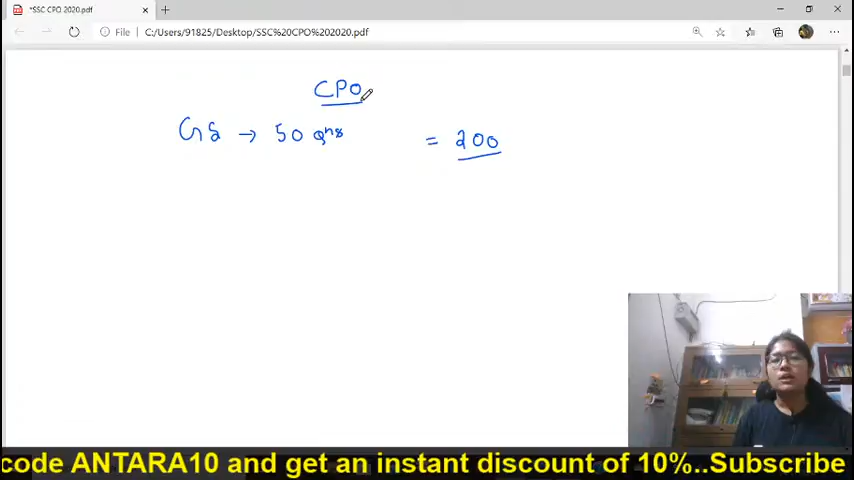 *SSC CPO 2020.pdf
File C:/Users/91825/Desktop/SSC%20CPO%202020.pdf
CPO
GS → 50 Qns = 200
code ANTARA10 and get an instant discount of 10%..Subscribe